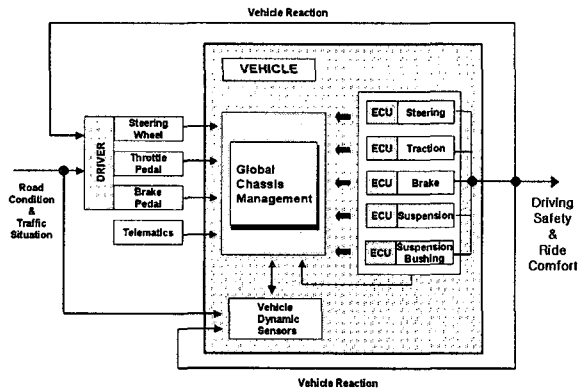 Vehicle Reaction
VEHICLE
DRIVER
Steering
Wheel
Throttle
Pedal
Brake
Pedal
Telematics
Road
Condition
&
Traffic
Situation
Global
Chassis
Management
ECU Steering
ECU Traction
ECU Brake
ECU Suspension
ECU Suspension
Bushing
Driving
Safety
&
Ride
Comfort
Vehicle
Dynamic
Sensors
Vehicle Reaction